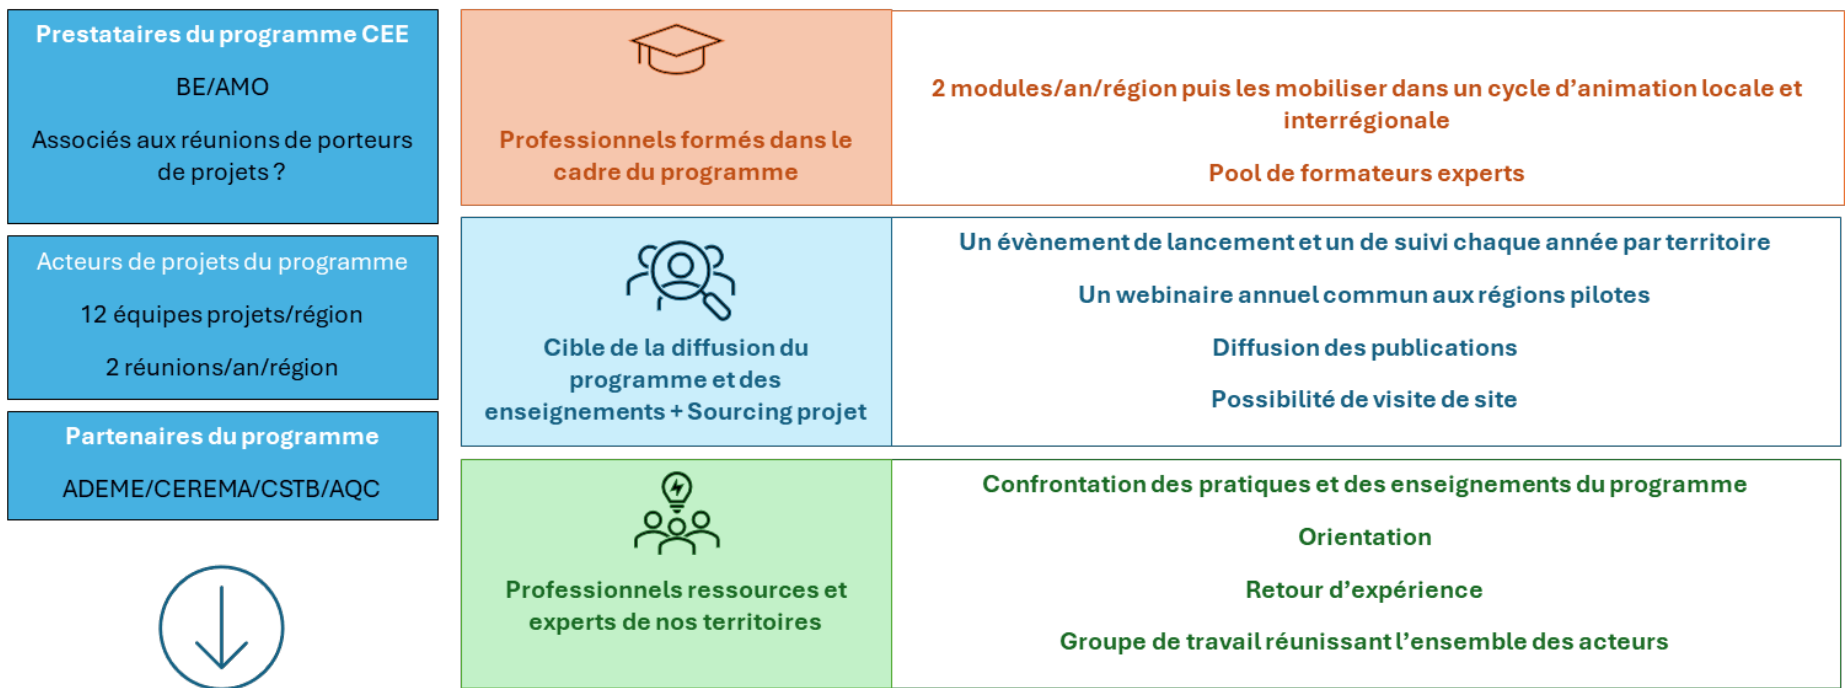 Prestataires du programme CEE
BE/AMO
Associés aux réunions de porteurs
de projets ?
Acteurs de projets du programme
12 équipes projets/région
2 réunions/an/région
Partenaires du programme
ADEME/CEREMA/CSTB/AQC
Professionnels formés dans le
cadre du programme
2 modules/an/région puis les mobiliser dans un cycle d’animation locale et
interrégionale
Pool de formateurs experts
Cible de la diffusion du
programme et des
enseignements + Sourcing projet
Un évènement de lancement et un de suivi chaque année par territoire
Un webinaire annuel commun aux régions pilotes
Diffusion des publications
Possibilité de visite de site
Professionnels ressources et
experts de nos territoires
Confrontation des pratiques et des enseignements du programme
Orientation
Retour d’expérience
Groupe de travail réunissant l’ensemble des acteurs